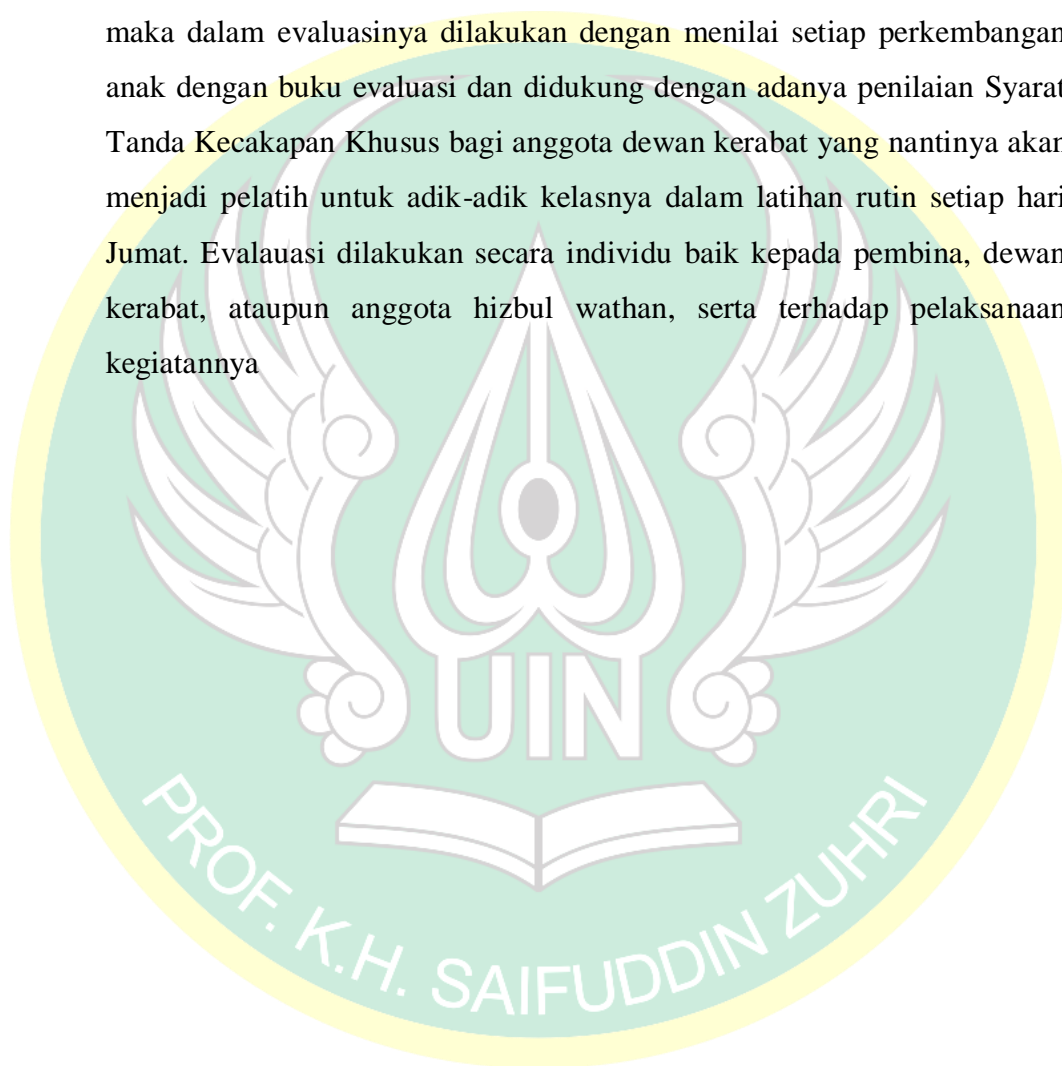 maka dalam evaluasinya dilakukan dengan menilai setiap perkembangan
anak dengan buku evaluasi dan didukung dengan adanya penilaian Syarat
Tanda Kecakapan Khusus bagi anggota dewan kerabat yang nantinya akan
menjadi pelatih untuk adik-adik kelasnya dalam latihan rutin setiap hari
Jumat. Evalauasi dilakukan secara individu baik kepada pembina, dewan
kerabat, ataupun anggota hizbul wathan, serta terhadap pelaksanaan
kegiatannya
UIN
PROF. K.H. SAIFUDDIN ZUHRI